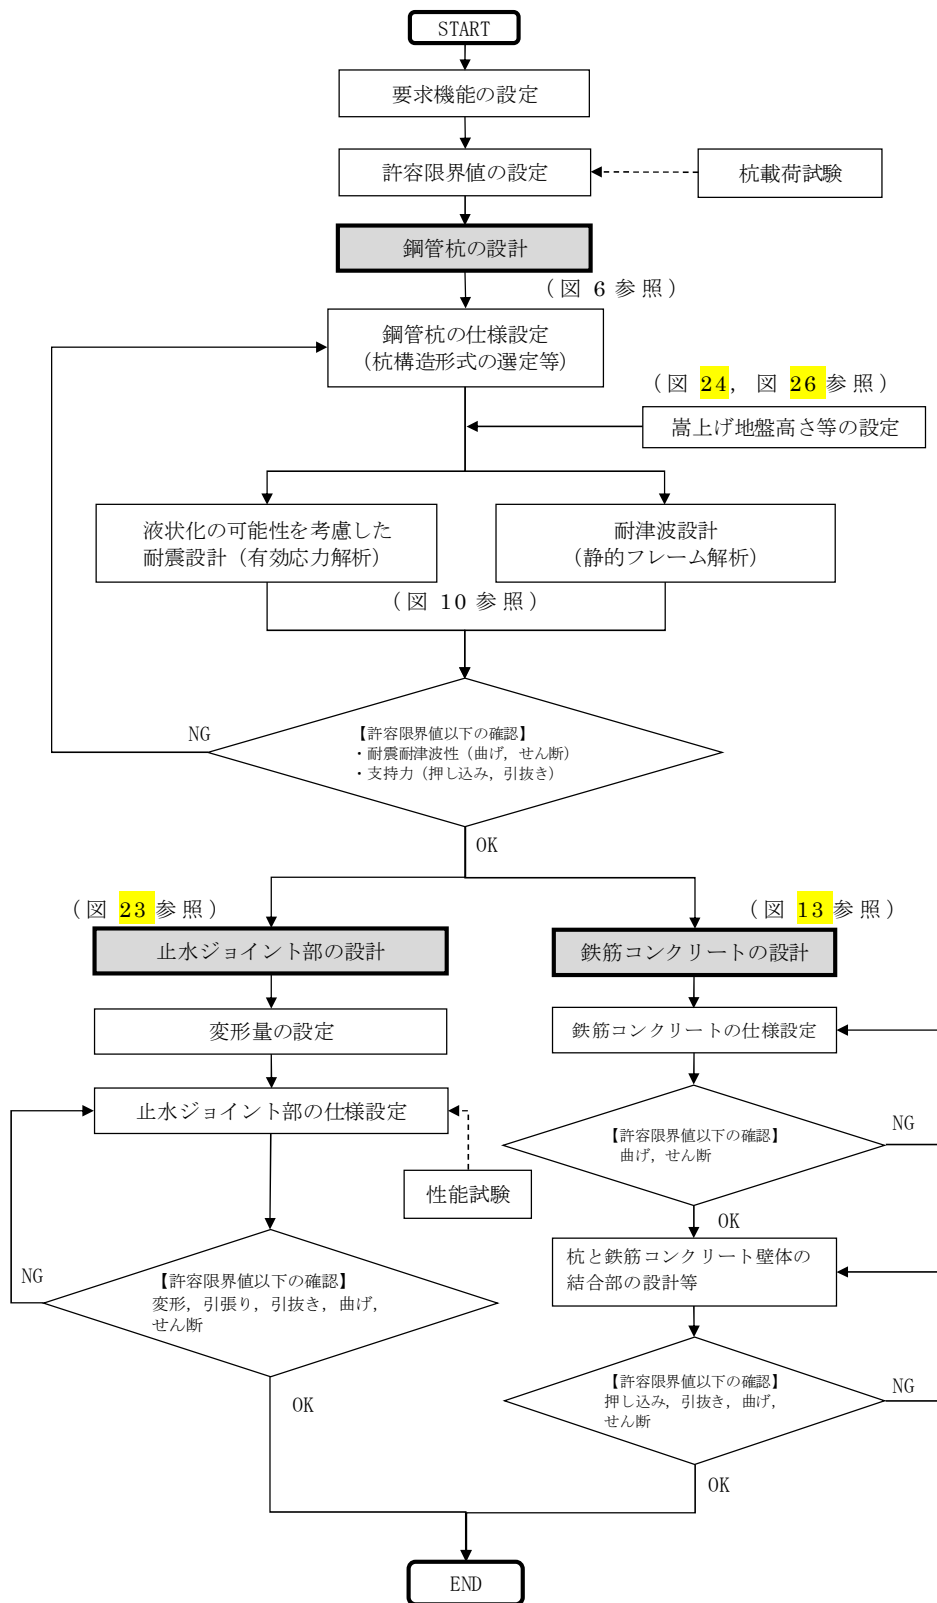 START
要求機能の設定
許容限界値の設定
杭載荷試験
鋼管杭の設計
（図 6 参照）
鋼管杭の仕様設定
（杭構造形式の選定等）
（図 24，図 26 参照）
嵩上げ地盤高さ等の設定
液状化の可能性を考慮した
耐震設計（有効応力解析）
耐津波設計
（静的フレーム解析）
（図 10 参照）
NG
【許容限界値以下の確認】
・耐震耐津波性（曲げ，せん断）
・支持力（押し込み，引抜き）
OK
（図 23 参照）
（図 13 参照）
止水ジョイント部の設計
鉄筋コンクリートの設計
変形量の設定
鉄筋コンクリートの仕様設定
止水ジョイント部の仕様設定
【許容限界値以下の確認】
曲げ，せん断
NG
性能試験
OK
杭と鉄筋コンクリート壁体の
結合部の設計等
NG
【許容限界値以下の確認】
変形，引張り，引抜き，曲げ，
せん断
【許容限界値以下の確認】
押し込み，引抜き，曲げ，
せん断
NG
OK
OK
END